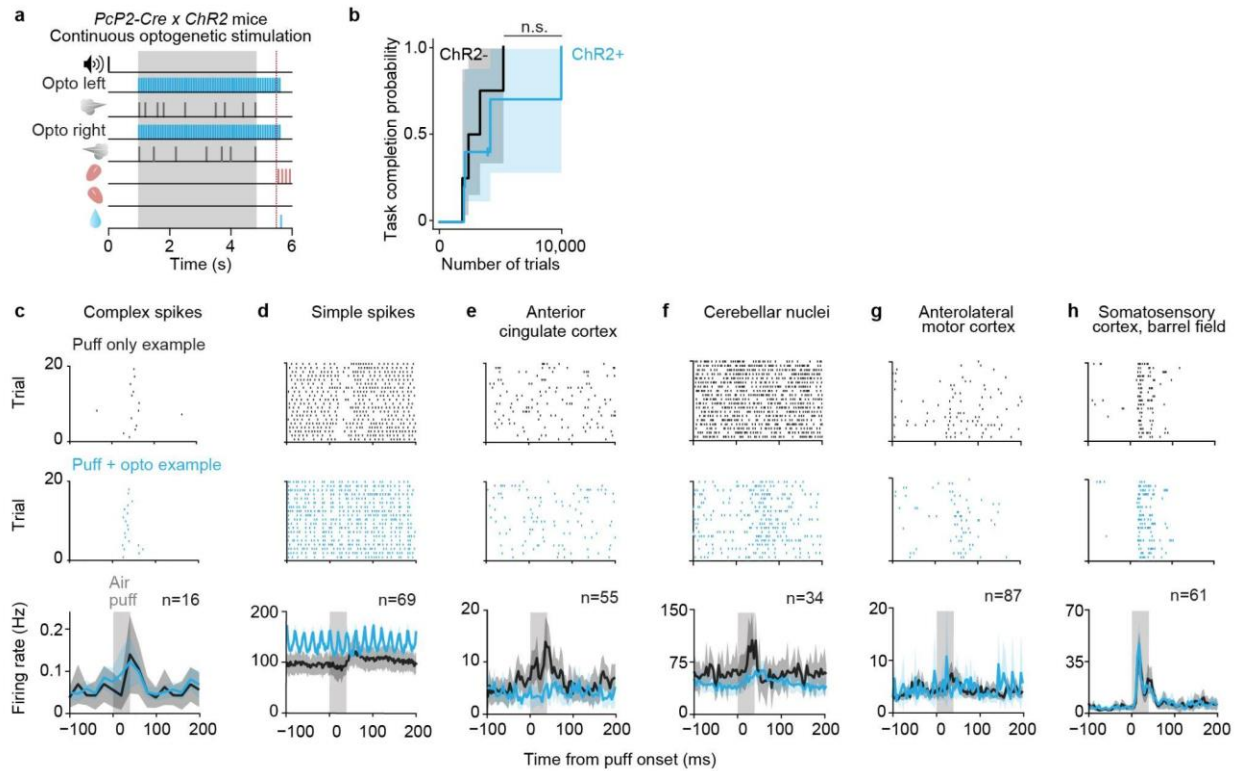 a
PcP2-Cre x ChR2 mice
Continuous optogenetic stimulation
Opto left
Opto right
0 2 4 6
Time (s)
b
n.s.
ChR2- ChR2+
1.0
0.5
0
Task completion probability
0 10,000
Number of trials
c Complex spikes
d Simple spikes
e Anterior
cingulate cortex
f Cerebellar nuclei
g Anterolateral
motor cortex
h Somatosensory
cortex, barrel field
Puff only example
20
Trial
0
Puff + opto example
20
Trial
0
Air
puff
n=16
n=69
n=55
n=34
n=87
n=61
Firing rate (Hz)
0.2
0.1
0
200
100
0
20
10
0
150
75
0
20
10
0
70
35
0
−100 0 100 200
−100 0 100 200
−100 0 100 200
−100 0 100 200
−100 0 100 200
−100 0 100 200
Time from puff onset (ms)